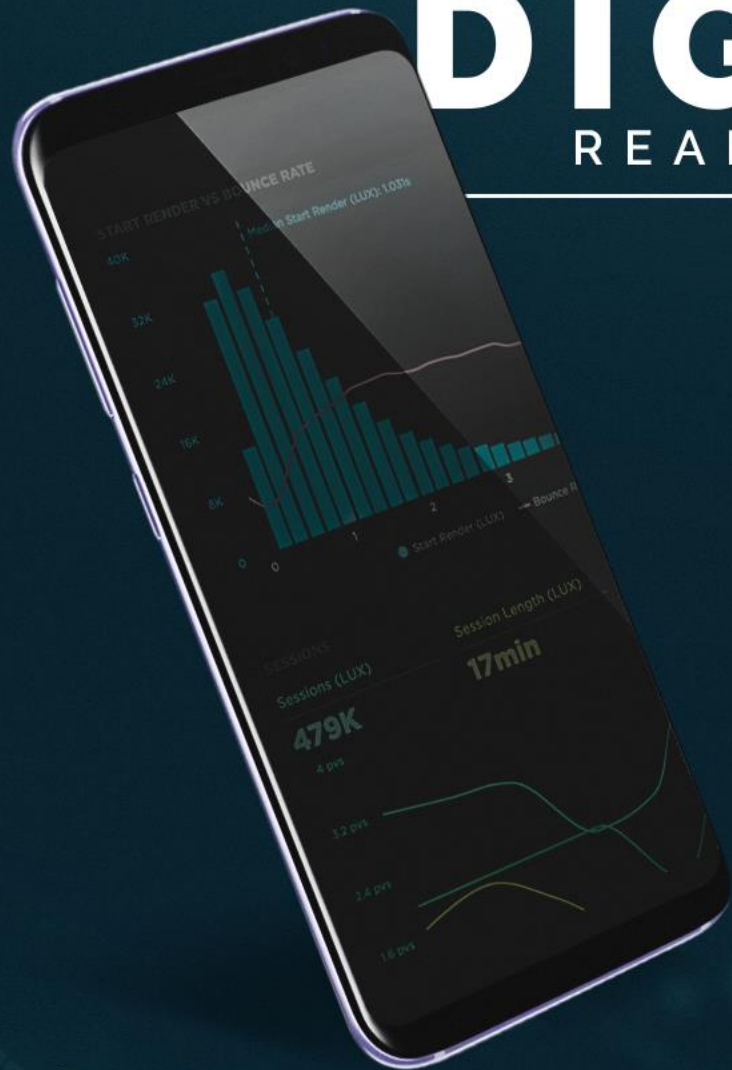 DIG
REAL
START RENDER VS BOUNCE RATE
Median Start Render (LUX): 1.031s
40K
32K
24K
16K
8K
0
0
1
2
3
Start Render (LUX)
Bounce R
SESSIONS
Sessions (LUX)
479K
Session Length (LUX)
17min
4 pvs
3.2 pvs
2.4 pvs
1.6 pvs